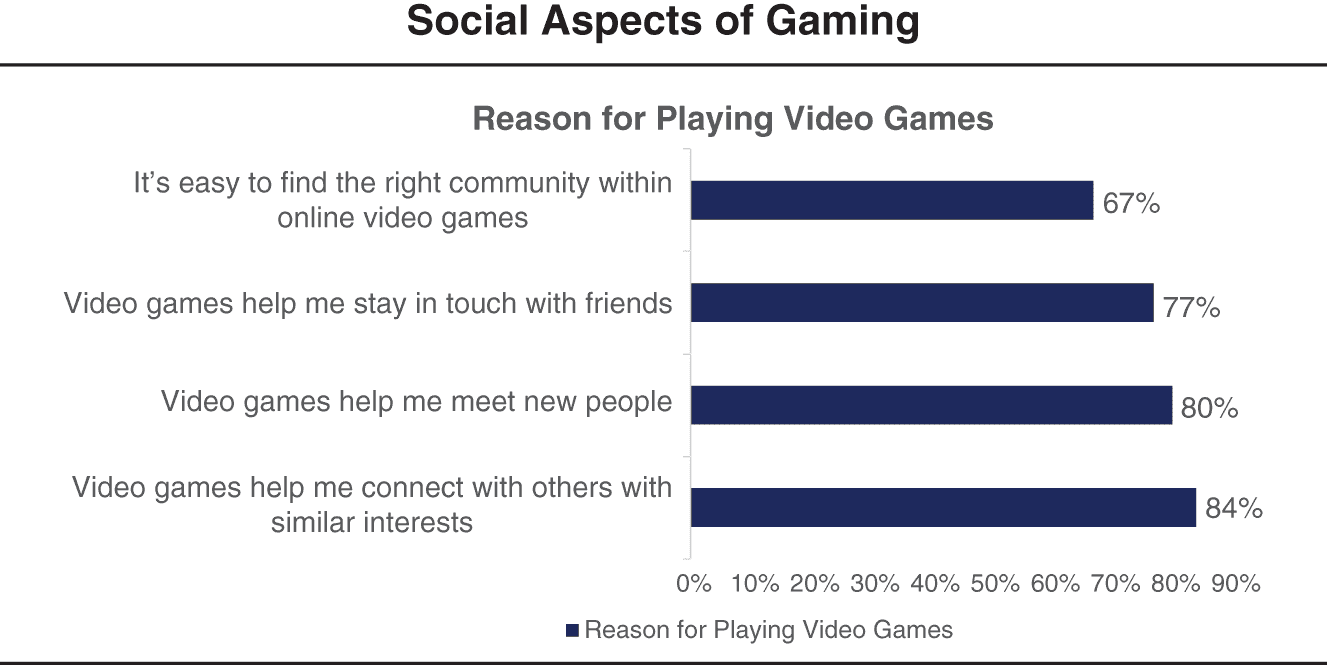 Social Aspects of Gaming
Reason for Playing Video Games
It’s easy to find the right community within
online video games
67%
Video games help me stay in touch with friends
77%
Video games help me meet new people
80%
Video games help me connect with others with
similar interests
84%
0% 10% 20% 30% 40% 50% 60% 70% 80% 90%
Reason for Playing Video Games